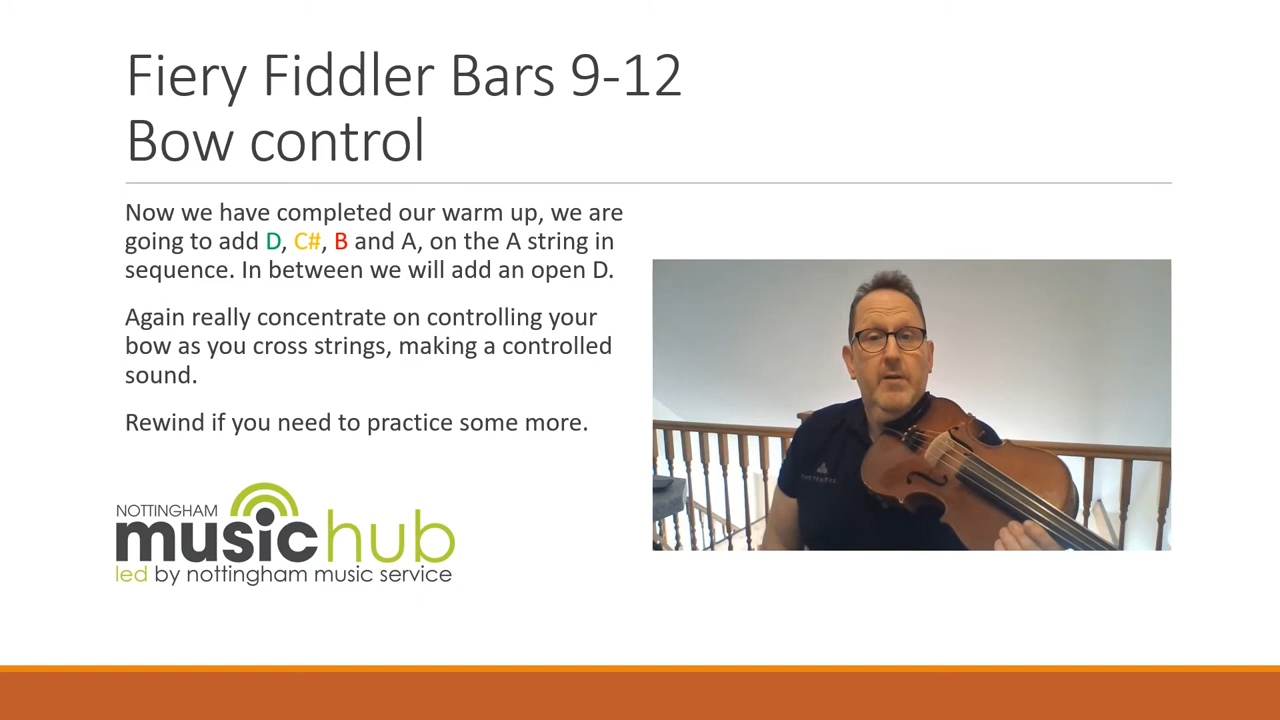 Fiery Fiddler Bars 9-12
Bow control
Now we have completed our warm up, we are
going to add D, C#, B and A, on the A string in
sequence. In between we will add an open D.
Again really concentrate on controlling your
bow as you cross strings, making a controlled
sound.
Rewind if you need to practice some more.
NOTTINGHAM
musichub
led by nottingham music service